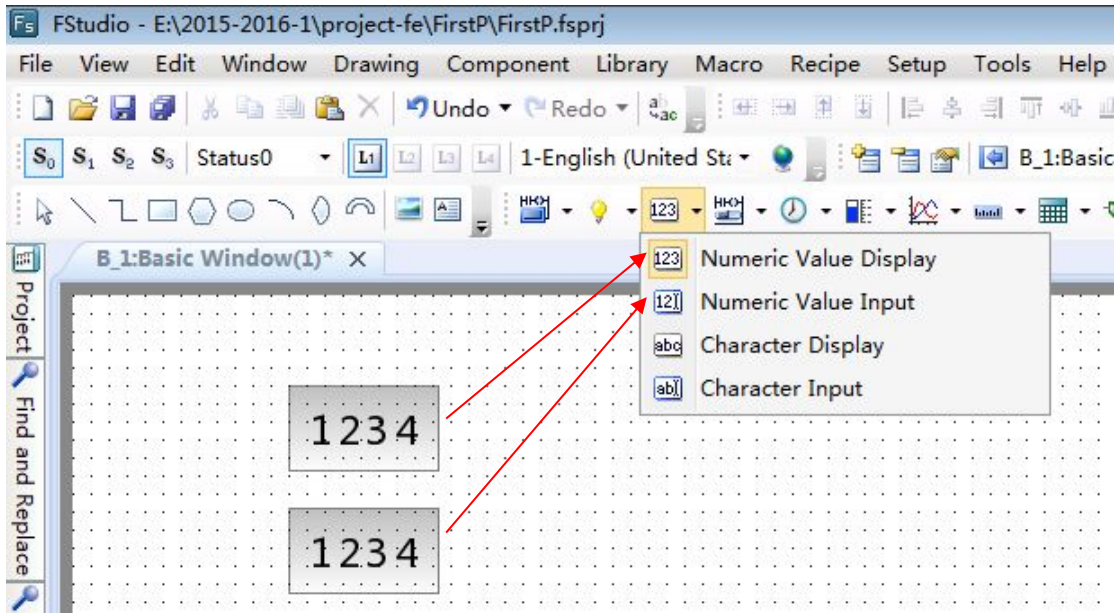 Fs FStudio - E:\2015-2016-1\project-fe\FirstP\FirstP.fsprj
File View Edit Window Drawing Component Library Macro Recipe Setup Tools Help
Undo Redo
S0 S1 S2 S3 Status0 L1 L2 L3 L4 1-English (United Sta B_1:Basic
123
B_1:Basic Window(1)* X
123 Numeric Value Display
12 Numeric Value Input
abc Character Display
ab Character Input
Project
Find and Replace
1234
1234